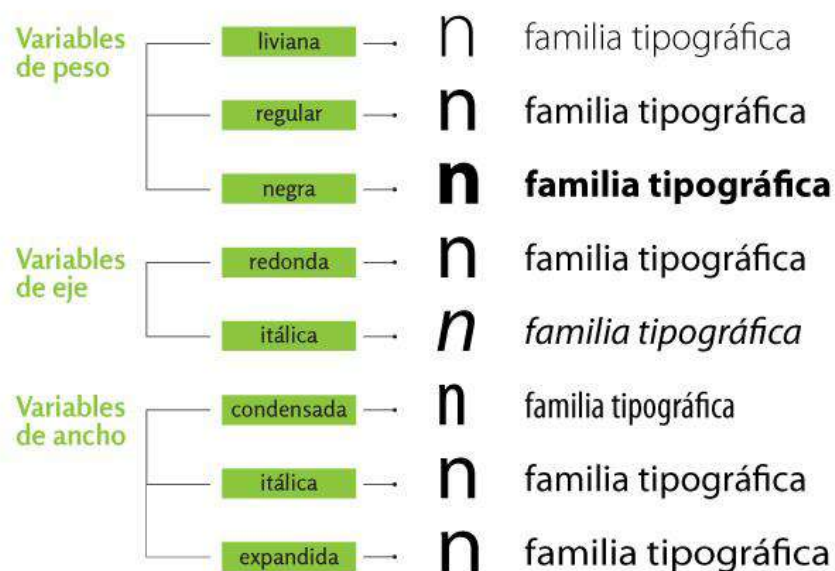 Variables
de peso
liviana
n
familia tipográfica
regular
n
familia tipográfica
negra
n
familia tipográfica
Variables
de eje
redonda
n
familia tipográfica
itálica
n
familia tipográfica
Variables
de ancho
condensada
n
familia tipográfica
itálica
n
familia tipográfica
expandida
n
familia tipográfica